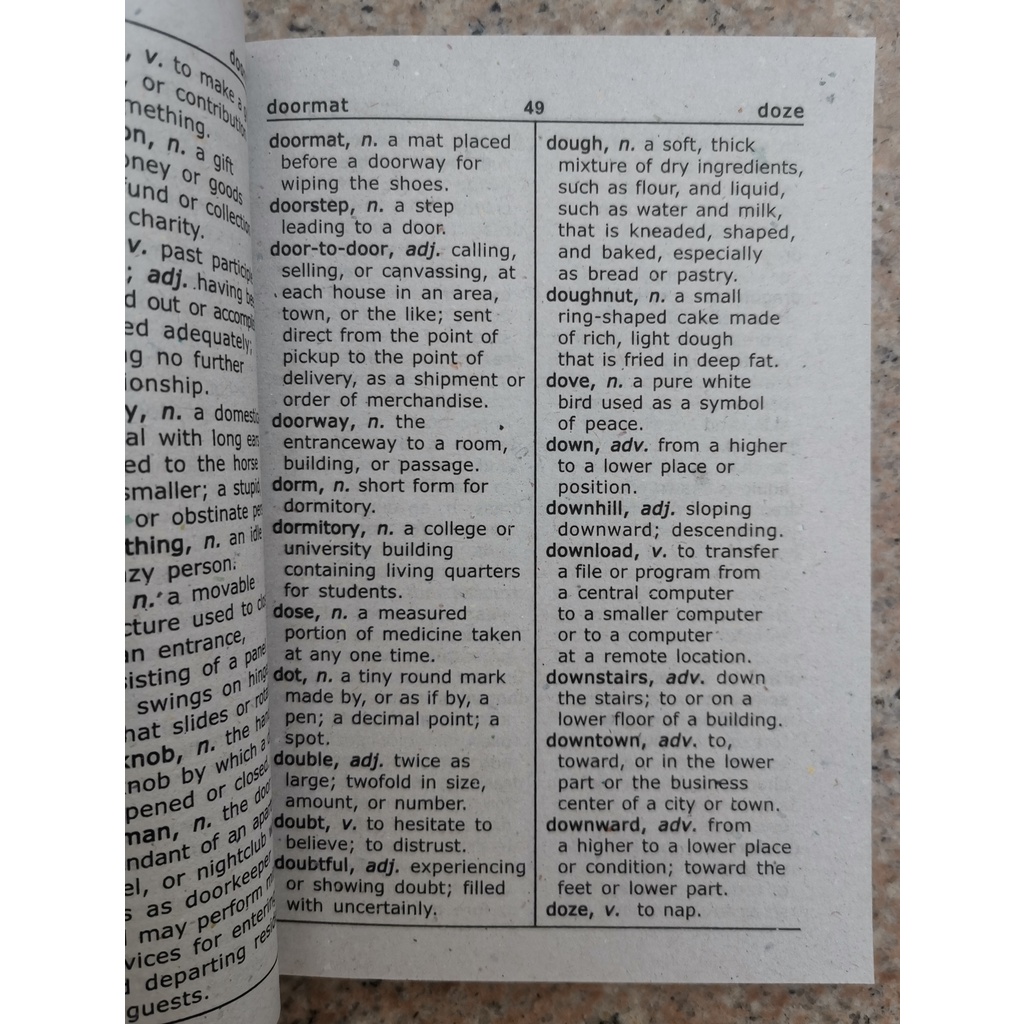 doo
, v. to make a
, or contribution
mething.
on, n. a gift
oney or goods
fund or collection
charity.
v. past particip
; adj. having be
d out or accomp
ed adequately;
ng no further
ionship.
y, n. a domestic
al with long ears
ed to the horse
smaller; a stupid
or obstinate pe
thing, n. an idle
zy person.
n. a movable
cture used to clo
an entrance,
isting of a panel
swings on hing
hat slides or rota
knob, n. the han
knob by which a d
pened or closed.
man, n. the door
ndant of an apar
el, or nightclub w
s as doorkeeper
may perform m
vices for enterin
d departing resid
guests.
doormat 49 doze
doormat, n. a mat placed
before a doorway for
wiping the shoes.
doorstep, n. a step
leading to a door.
door-to-door, adj. calling,
selling, or canvassing, at
each house in an area,
town, or the like; sent
direct from the point of
pickup to the point of
delivery, as a shipment or
order of merchandise.
doorway, n. the
entranceway to a room,
building, or passage.
dorm, n. short form for
dormitory.
dormitory, n. a college or
university building
containing living quarters
for students.
dose, n. a measured
portion of medicine taken
at any one time.
dot, n. a tiny round mark
made by, or as if by, a
pen; a decimal point; a
spot.
double, adj. twice as
large; twofold in size,
amount, or number.
doubt, v. to hesitate to
believe; to distrust.
doubtful, adj. experiencing
or showing doubt; filled
with uncertainly.
dough, n. a soft, thick
mixture of dry ingredients,
such as flour, and liquid,
such as water and milk,
that is kneaded, shaped,
and baked, especially
as bread or pastry.
doughnut, n. a small
ring-shaped cake made
of rich, light dough
that is fried in deep fat.
dove, n. a pure white
bird used as a symbol
of peace.
down, adv. from a higher
to a lower place or
position.
downhill, adj. sloping
downward; descending.
download, v. to transfer
a file or program from
a central computer
to a smaller computer
or to a computer
at a remote location.
downstairs, adv. down
the stairs; to or on a
lower floor of a building.
downtown, adv. to,
toward, or in the lower
part or the business
center of a city or town.
downward, adv. from
a higher to a lower place
or condition; toward the
feet or lower part.
doze, v. to nap.